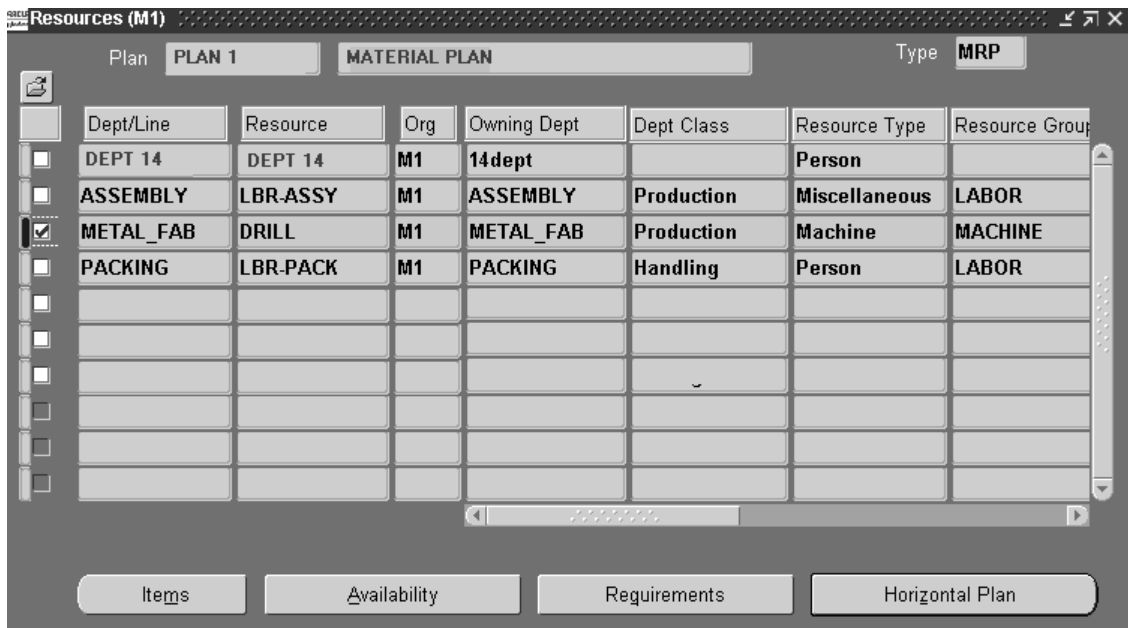 Resources (M1)
Plan PLAN 1 MATERIAL PLAN Type MRP
Dept/Line Resource Org Owning Dept Dept Class Resource Type Resource Group
DEPT 14 DEPT 14 M1 14dept Person
ASSEMBLY LBR-ASSY M1 ASSEMBLY Production Miscellaneous LABOR
METAL_FAB DRILL M1 METAL_FAB Production Machine MACHINE
PACKING LBR-PACK M1 PACKING Handling Person LABOR
Items Availability Requirements Horizontal Plan